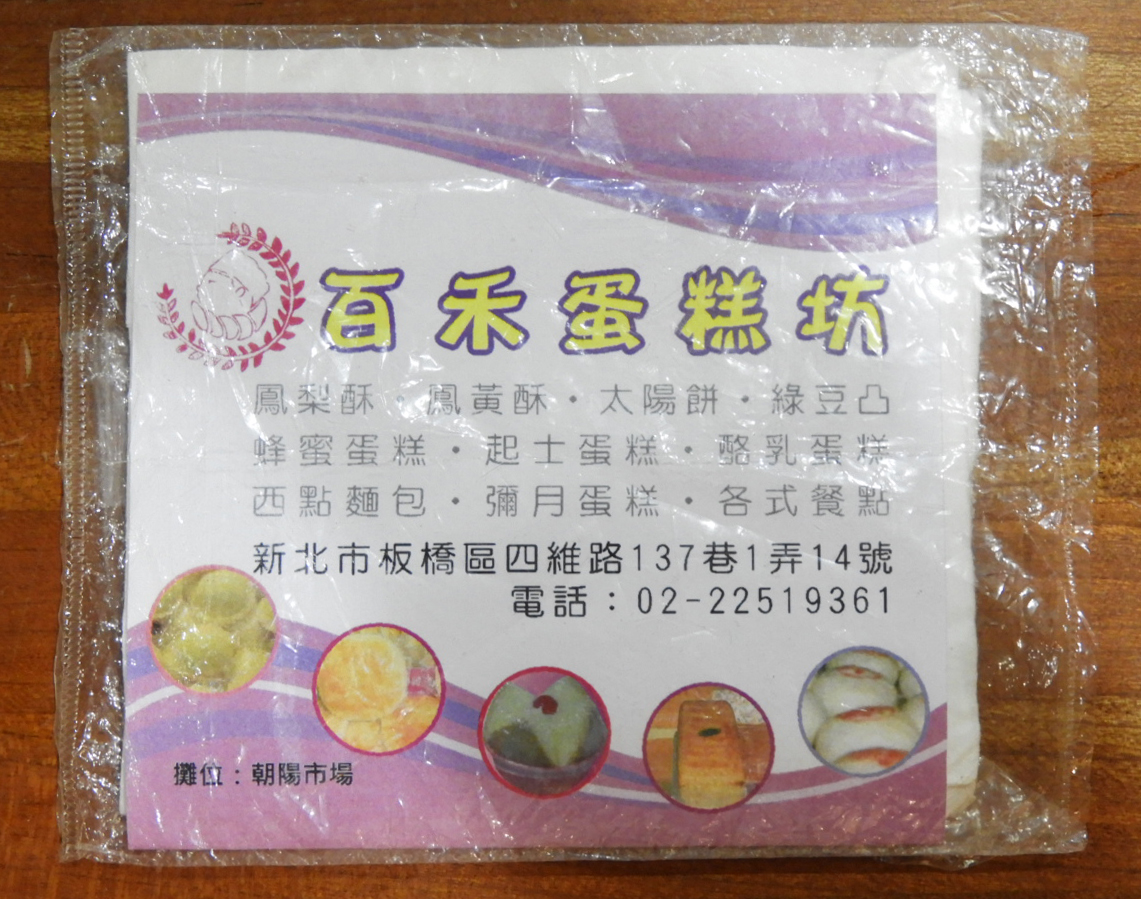 百禾蛋糕坊
鳳梨酥・鳳黃酥・太陽餅・綠豆凸
蜂蜜蛋糕・起士蛋糕・酪乳蛋糕
西點麵包・彌月蛋糕・各式餐點
新北市板橋區四維路137巷1弄14號
電話：02-22519361
攤位：朝陽市場